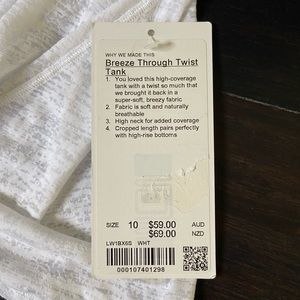 WHY WE MADE THIS
Breeze Through Twist
Tank
1. You loved this high-coverage
tank with a twist so much that
we brought it back in a
super-soft, breezy fabric
2. Fabric is soft and naturally
breathable
3. High neck for added coverage
4. Cropped length pairs perfectly
with high-rise bottoms
SIZE 10 $59.00 AUD
$69.00 NZD
LW1BX6S WHT
000107401298